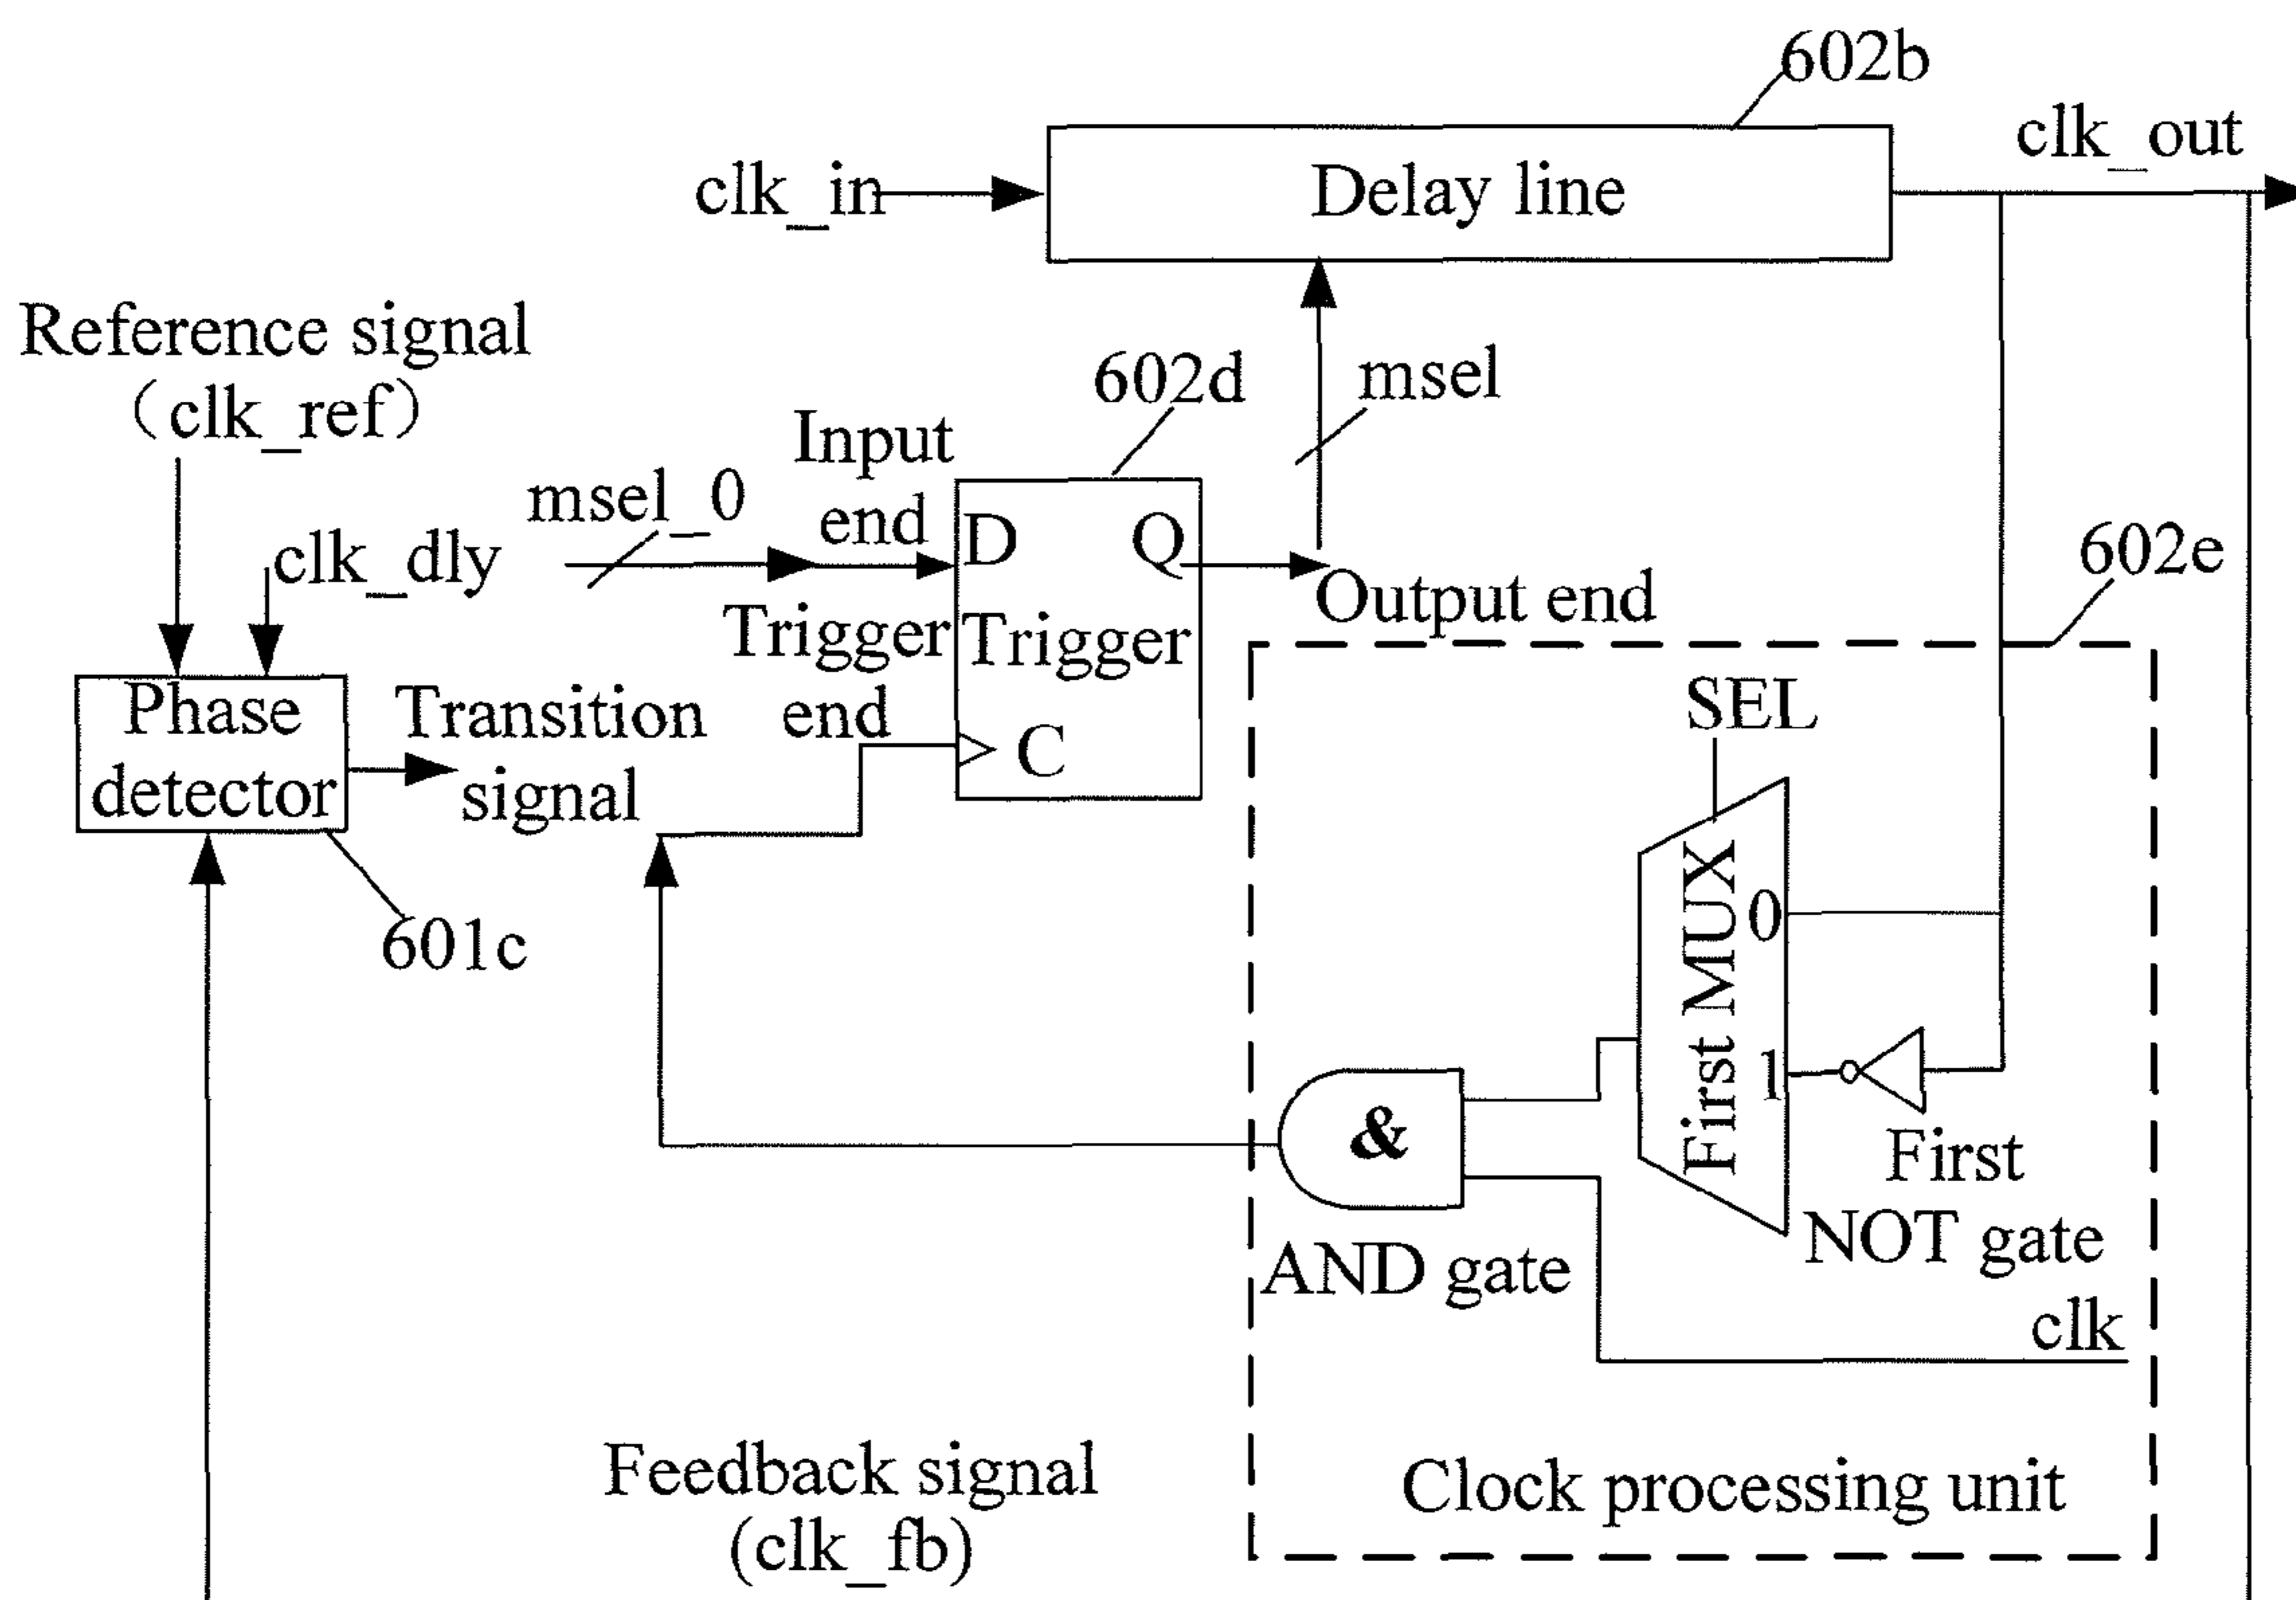 602b
clk_out
clk_in
Delay line
Reference signal
(clk_ref)
602d
msel
Input
end
msel_0
clk_dly
D
Q
602e
Output end
Trigger
end
Trigger
C
Phase
detector
Transition
signal
SEL
601c
First MUX
0
1
&
First
NOT gate
AND gate
clk
Feedback signal
(clk_fb)
Clock processing unit